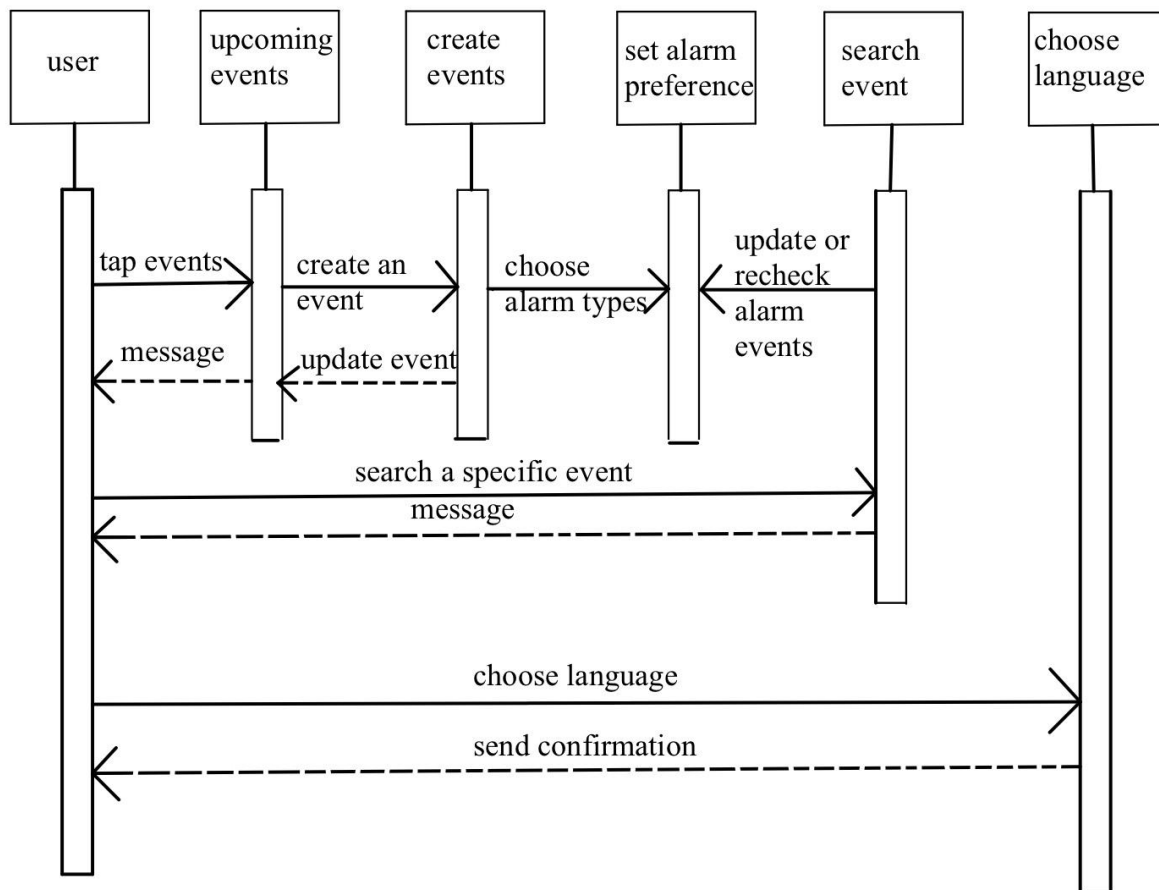 user
upcoming
events
create
events
set alarm
preference
search
event
choose
language
tap events
create an
event
choose
alarm types
update or
recheck
alarm
events
message
update event
search a specific event
message
choose language
send confirmation